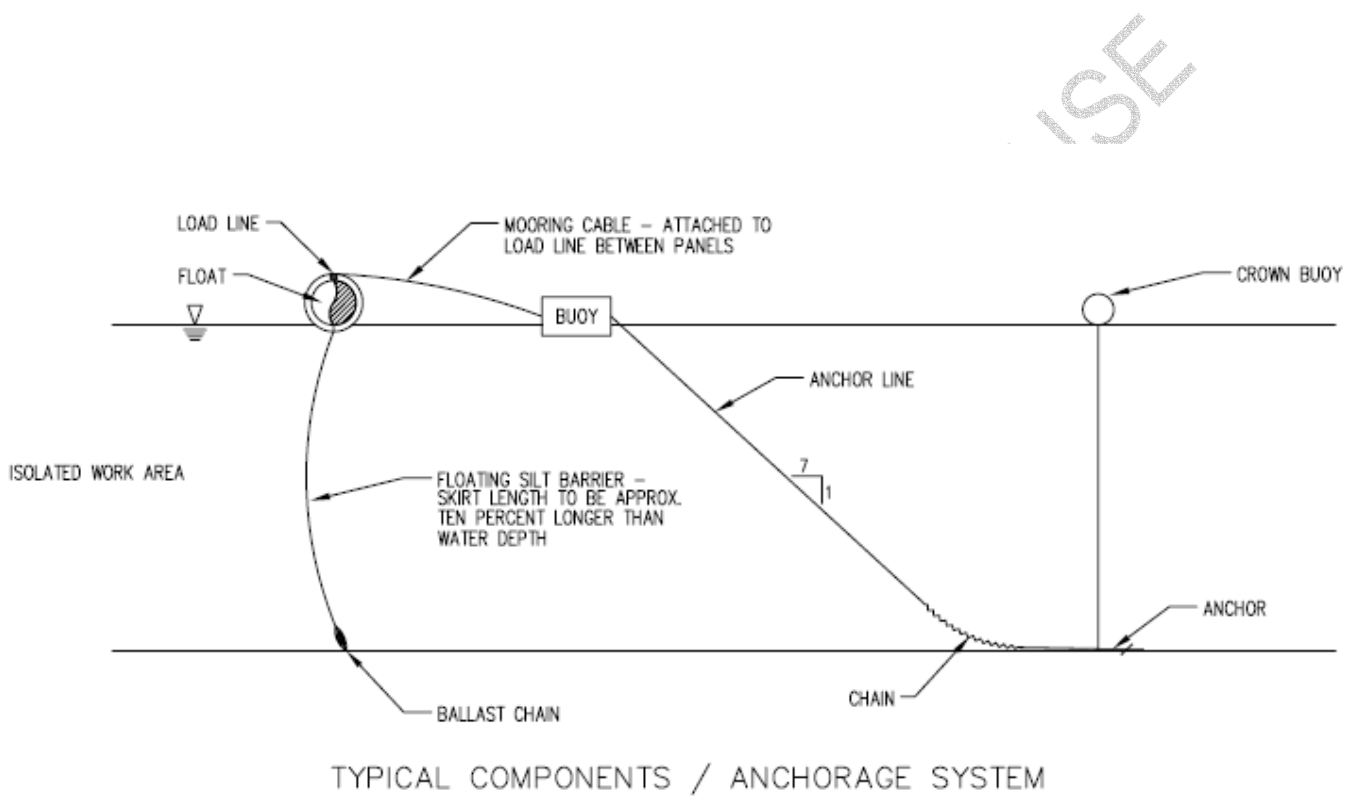 LOAD LINE
MOORING CABLE – ATTACHED TO
LOAD LINE BETWEEN PANELS
FLOAT
CROWN BUOY
BUOY
ANCHOR LINE
7
1
ISOLATED WORK AREA
FLOATING SILT BARRIER –
SKIRT LENGTH TO BE APPROX.
TEN PERCENT LONGER THAN
WATER DEPTH
ANCHOR
CHAIN
BALLAST CHAIN
TYPICAL COMPONENTS / ANCHORAGE SYSTEM